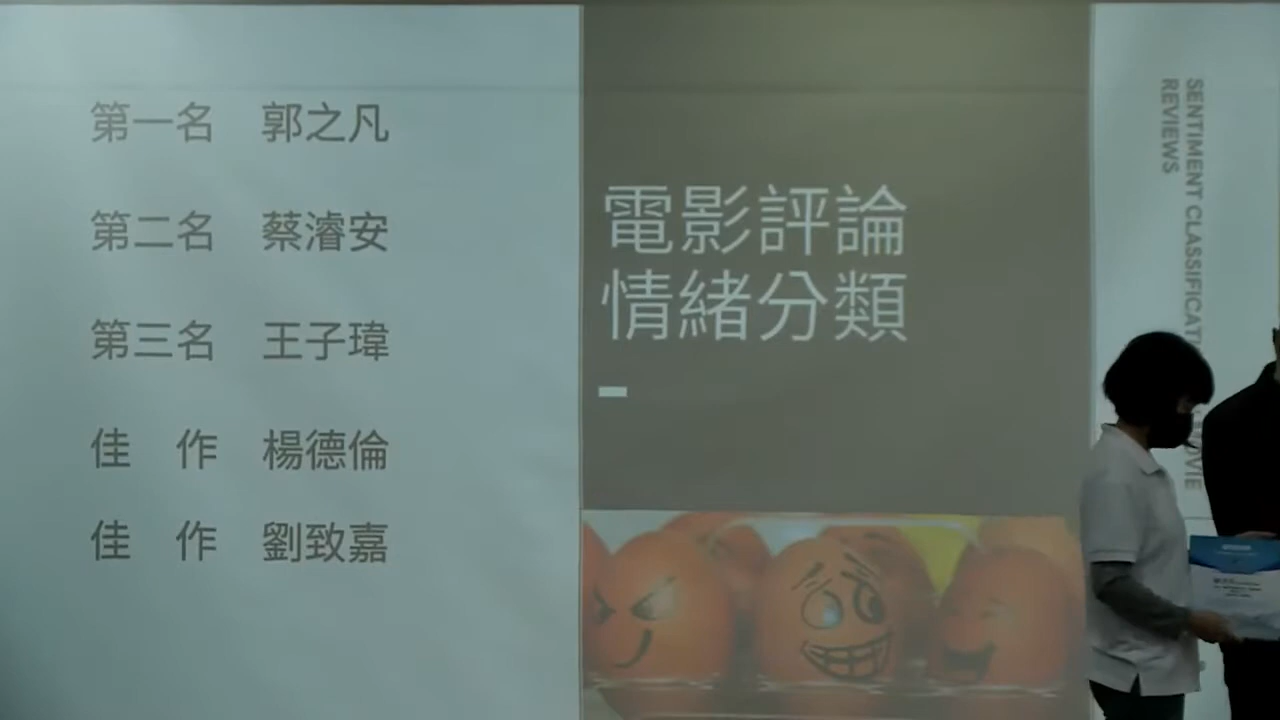 第一名 郭之凡
第二名 蔡濬安
第三名 王子瑋
佳 作 楊德倫
佳 作 劉致嘉
電影評論
情緒分類
SENTIMENT CLASSIFICATI
OVIE
REVIEWS